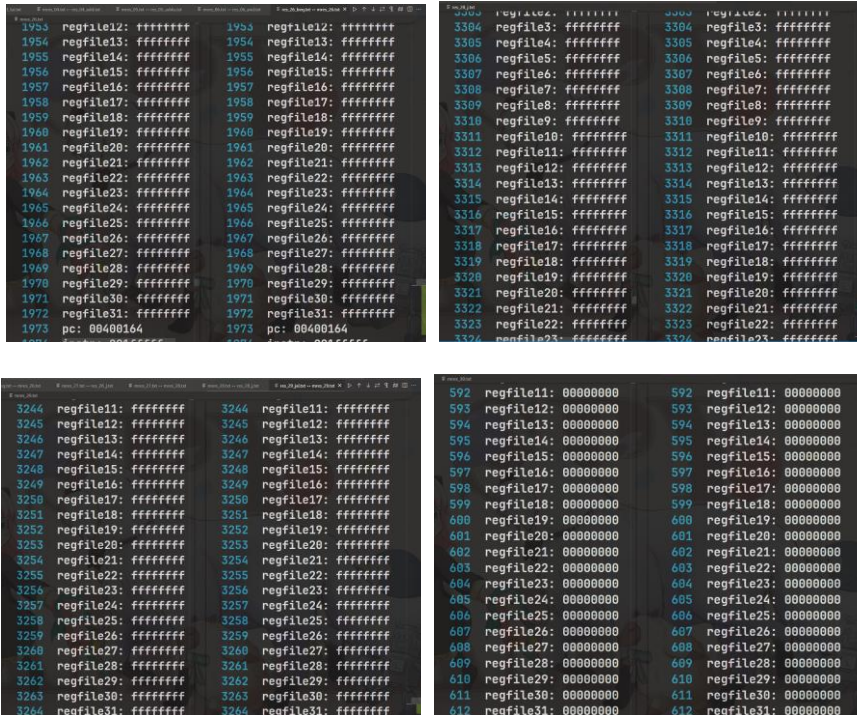 1953 regfile12: ffffffff 1953 regfile12: ffffffff
1954 regfile13: ffffffff 1954 regfile13: ffffffff
1955 regfile14: ffffffff 1955 regfile14: ffffffff
1956 regfile15: ffffffff 1956 regfile15: ffffffff
1957 regfile16: ffffffff 1957 regfile16: ffffffff
1958 regfile17: ffffffff 1958 regfile17: ffffffff
1959 regfile18: ffffffff 1959 regfile18: ffffffff
1960 regfile19: ffffffff 1960 regfile19: ffffffff
1961 regfile20: ffffffff 1961 regfile20: ffffffff
1962 regfile21: ffffffff 1962 regfile21: ffffffff
1963 regfile22: ffffffff 1963 regfile22: ffffffff
1964 regfile23: ffffffff 1964 regfile23: ffffffff
1965 regfile24: ffffffff 1965 regfile24: ffffffff
1966 regfile25: ffffffff 1966 regfile25: ffffffff
1967 regfile26: ffffffff 1967 regfile26: ffffffff
1968 regfile27: ffffffff 1968 regfile27: ffffffff
1969 regfile28: ffffffff 1969 regfile28: ffffffff
1970 regfile29: ffffffff 1970 regfile29: ffffffff
1971 regfile30: ffffffff 1971 regfile30: ffffffff
1972 regfile31: ffffffff 1972 regfile31: ffffffff
1973 pc: 00400164 1973 pc: 00400164
3303 regfile2: ffffffff 3303 regfile2: ffffffff
3304 regfile3: ffffffff 3304 regfile3: ffffffff
3305 regfile4: ffffffff 3305 regfile4: ffffffff
3306 regfile5: ffffffff 3306 regfile5: ffffffff
3307 regfile6: ffffffff 3307 regfile6: ffffffff
3308 regfile7: ffffffff 3308 regfile7: ffffffff
3309 regfile8: ffffffff 3309 regfile8: ffffffff
3310 regfile9: ffffffff 3310 regfile9: ffffffff
3311 regfile10: ffffffff 3311 regfile10: ffffffff
3312 regfile11: ffffffff 3312 regfile11: ffffffff
3313 regfile12: ffffffff 3313 regfile12: ffffffff
3314 regfile13: ffffffff 3314 regfile13: ffffffff
3315 regfile14: ffffffff 3315 regfile14: ffffffff
3316 regfile15: ffffffff 3316 regfile15: ffffffff
3317 regfile16: ffffffff 3317 regfile16: ffffffff
3318 regfile17: ffffffff 3318 regfile17: ffffffff
3319 regfile18: ffffffff 3319 regfile18: ffffffff
3320 regfile19: ffffffff 3320 regfile19: ffffffff
3321 regfile20: ffffffff 3321 regfile20: ffffffff
3322 regfile21: ffffffff 3322 regfile21: ffffffff
3323 regfile22: ffffffff 3323 regfile22: ffffffff
3324 regfile23: ffffffff 3324 regfile23: ffffffff
3244 regfile11: ffffffff 3244 regfile11: ffffffff
3245 regfile12: ffffffff 3245 regfile12: ffffffff
3246 regfile13: ffffffff 3246 regfile13: ffffffff
3247 regfile14: ffffffff 3247 regfile14: ffffffff
3248 regfile15: ffffffff 3248 regfile15: ffffffff
3249 regfile16: ffffffff 3249 regfile16: ffffffff
3250 regfile17: ffffffff 3250 regfile17: ffffffff
3251 regfile18: ffffffff 3251 regfile18: ffffffff
3252 regfile19: ffffffff 3252 regfile19: ffffffff
3253 regfile20: ffffffff 3253 regfile20: ffffffff
3254 regfile21: ffffffff 3254 regfile21: ffffffff
3255 regfile22: ffffffff 3255 regfile22: ffffffff
3256 regfile23: ffffffff 3256 regfile23: ffffffff
3257 regfile24: ffffffff 3257 regfile24: ffffffff
3258 regfile25: ffffffff 3258 regfile25: ffffffff
3259 regfile26: ffffffff 3259 regfile26: ffffffff
3260 regfile27: ffffffff 3260 regfile27: ffffffff
3261 regfile28: ffffffff 3261 regfile28: ffffffff
3262 regfile29: ffffffff 3262 regfile29: ffffffff
3263 regfile30: ffffffff 3263 regfile30: ffffffff
3264 regfile31: ffffffff 3264 regfile31: ffffffff
592 regfile11: 00000000 592 regfile11: 00000000
593 regfile12: 00000000 593 regfile12: 00000000
594 regfile13: 00000000 594 regfile13: 00000000
595 regfile14: 00000000 595 regfile14: 00000000
596 regfile15: 00000000 596 regfile15: 00000000
597 regfile16: 00000000 597 regfile16: 00000000
598 regfile17: 00000000 598 regfile17: 00000000
599 regfile18: 00000000 599 regfile18: 00000000
600 regfile19: 00000000 600 regfile19: 00000000
601 regfile20: 00000000 601 regfile20: 00000000
602 regfile21: 00000000 602 regfile21: 00000000
603 regfile22: 00000000 603 regfile22: 00000000
604 regfile23: 00000000 604 regfile23: 00000000
605 regfile24: 00000000 605 regfile24: 00000000
606 regfile25: 00000000 606 regfile25: 00000000
607 regfile26: 00000000 607 regfile26: 00000000
608 regfile27: 00000000 608 regfile27: 00000000
609 regfile28: 00000000 609 regfile28: 00000000
610 regfile29: 00000000 610 regfile29: 00000000
611 regfile30: 00000000 611 regfile30: 00000000
612 regfile31: 00000000 612 regfile31: 00000000